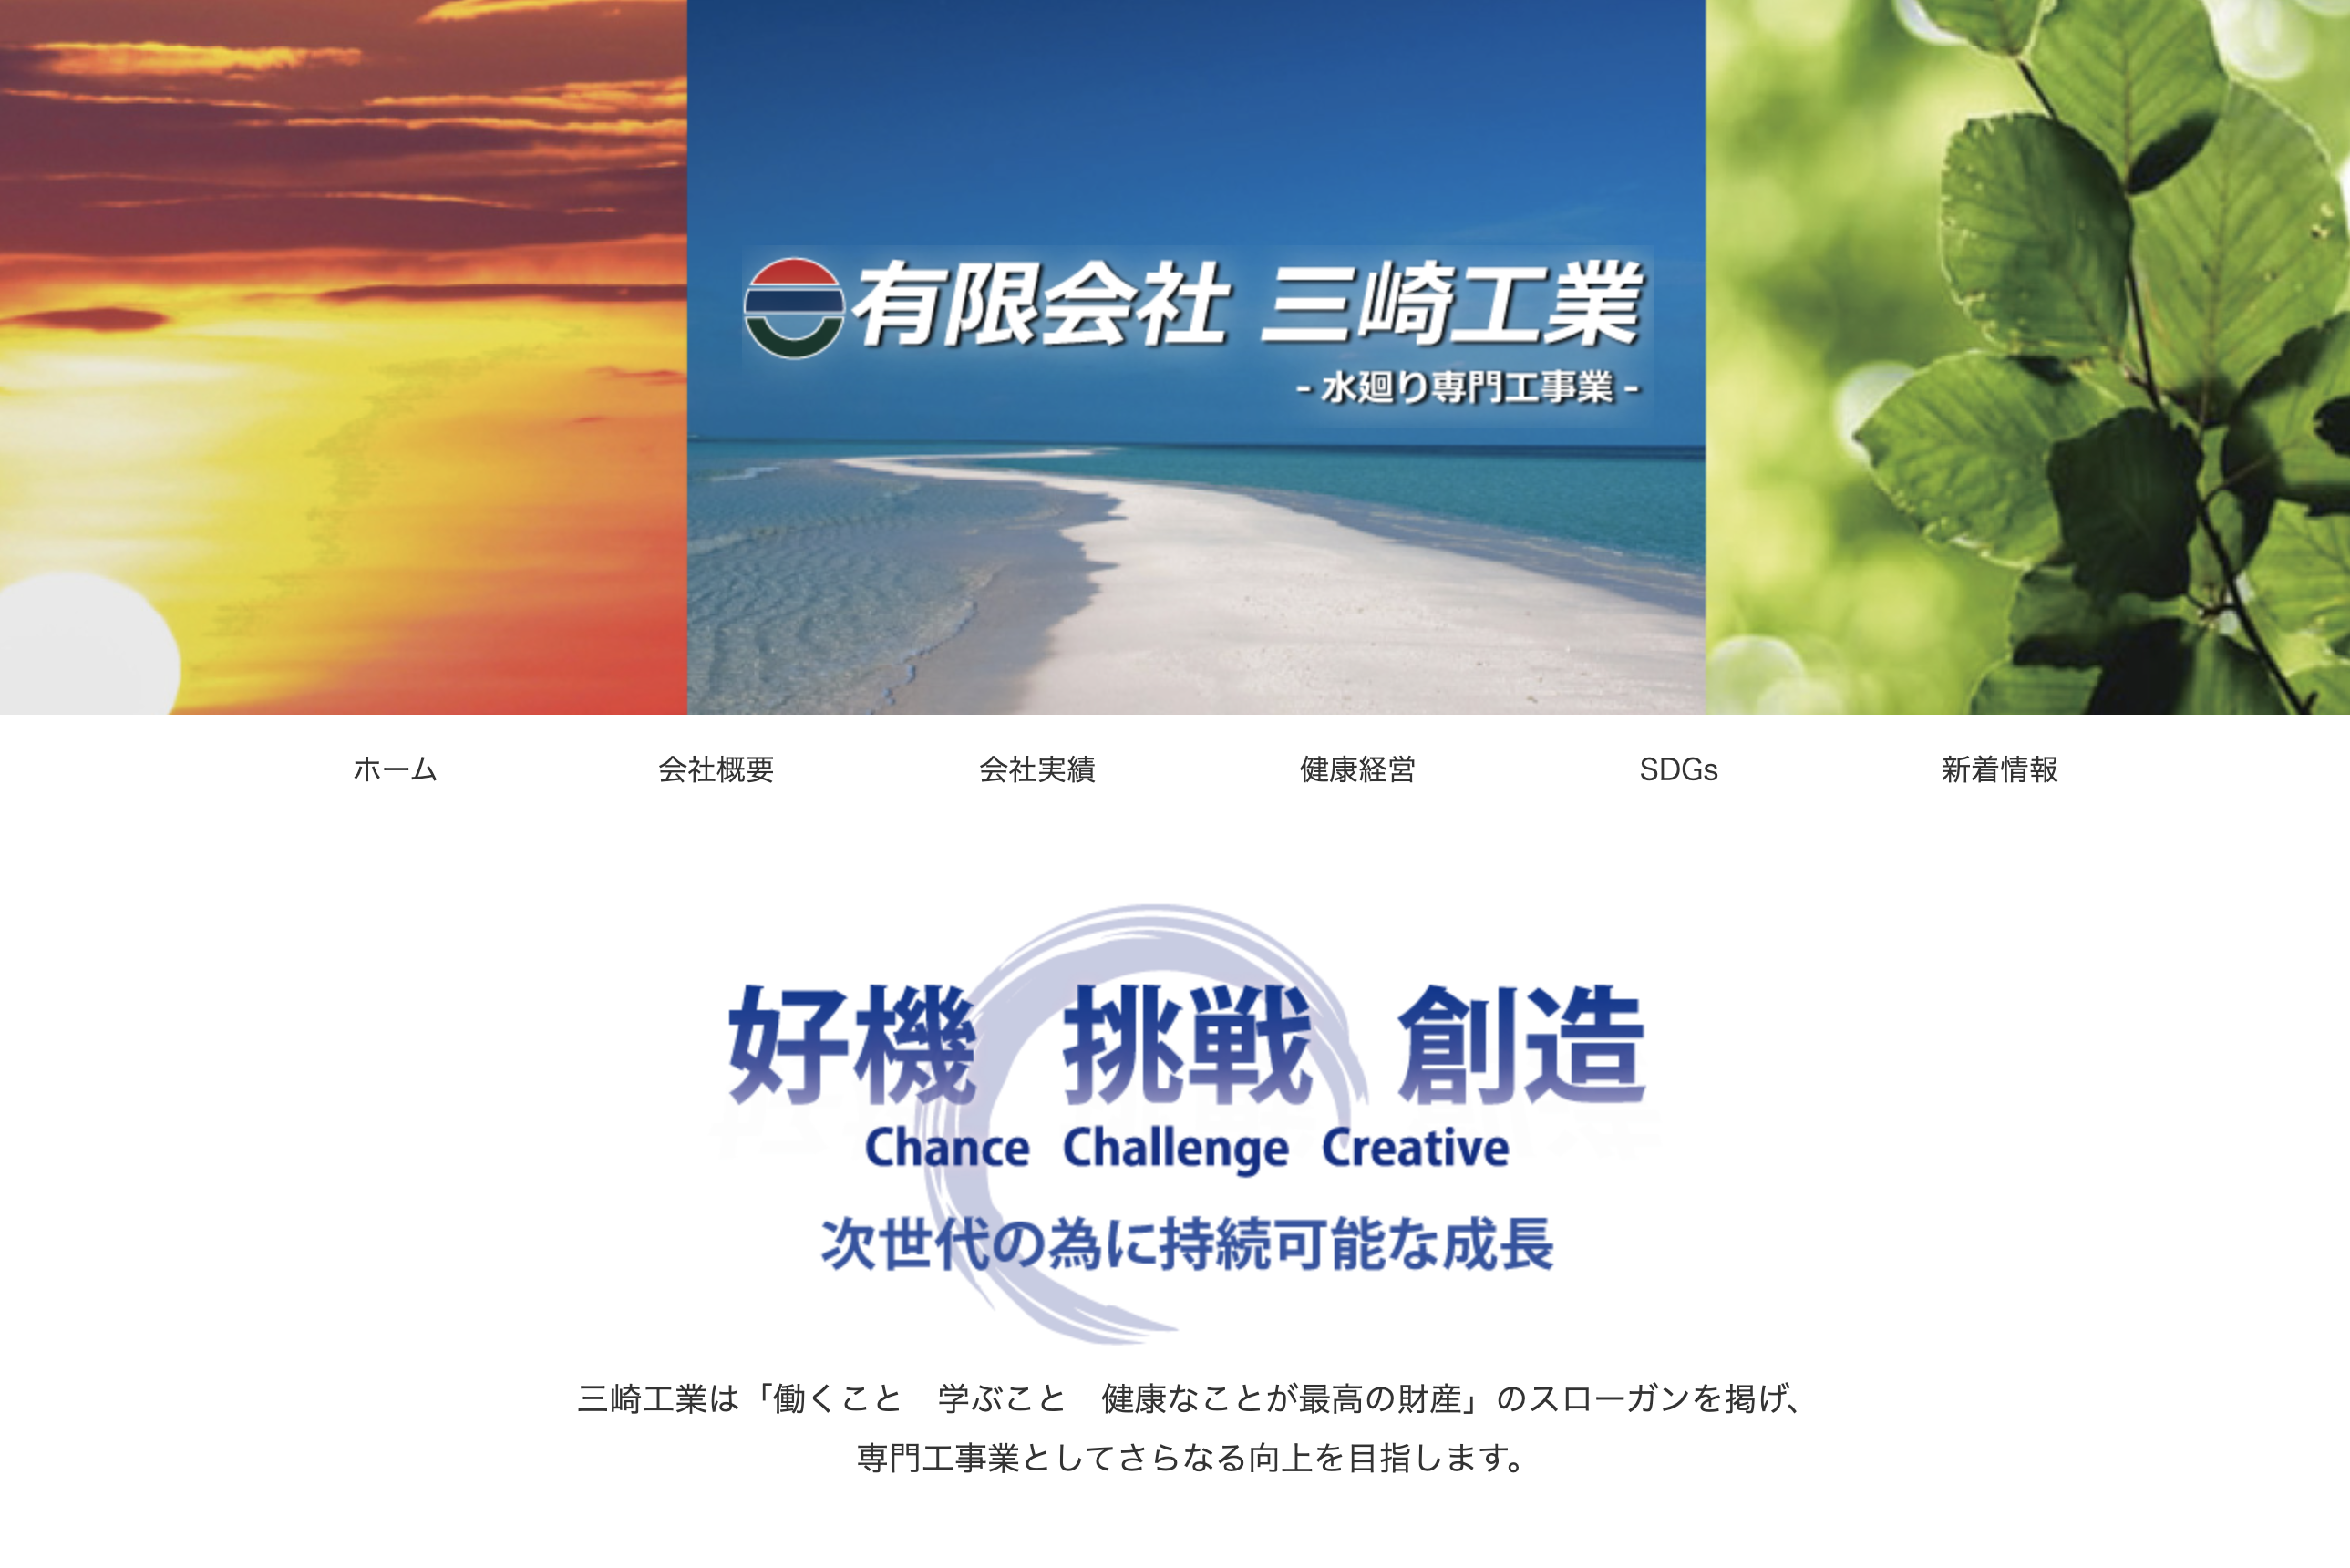 有限会社 三崎工業
- 水廻り専門工事業 -
ホーム 会社概要 会社実績 健康経営 SDGs 新着情報
好機 挑戦 創造
Chance Challenge Creative
次世代の為に持続可能な成長
三崎工業は「働くこと　学ぶこと　健康なことが最高の財産」のスローガンを掲げ、
専門工事業としてさらなる向上を目指します。